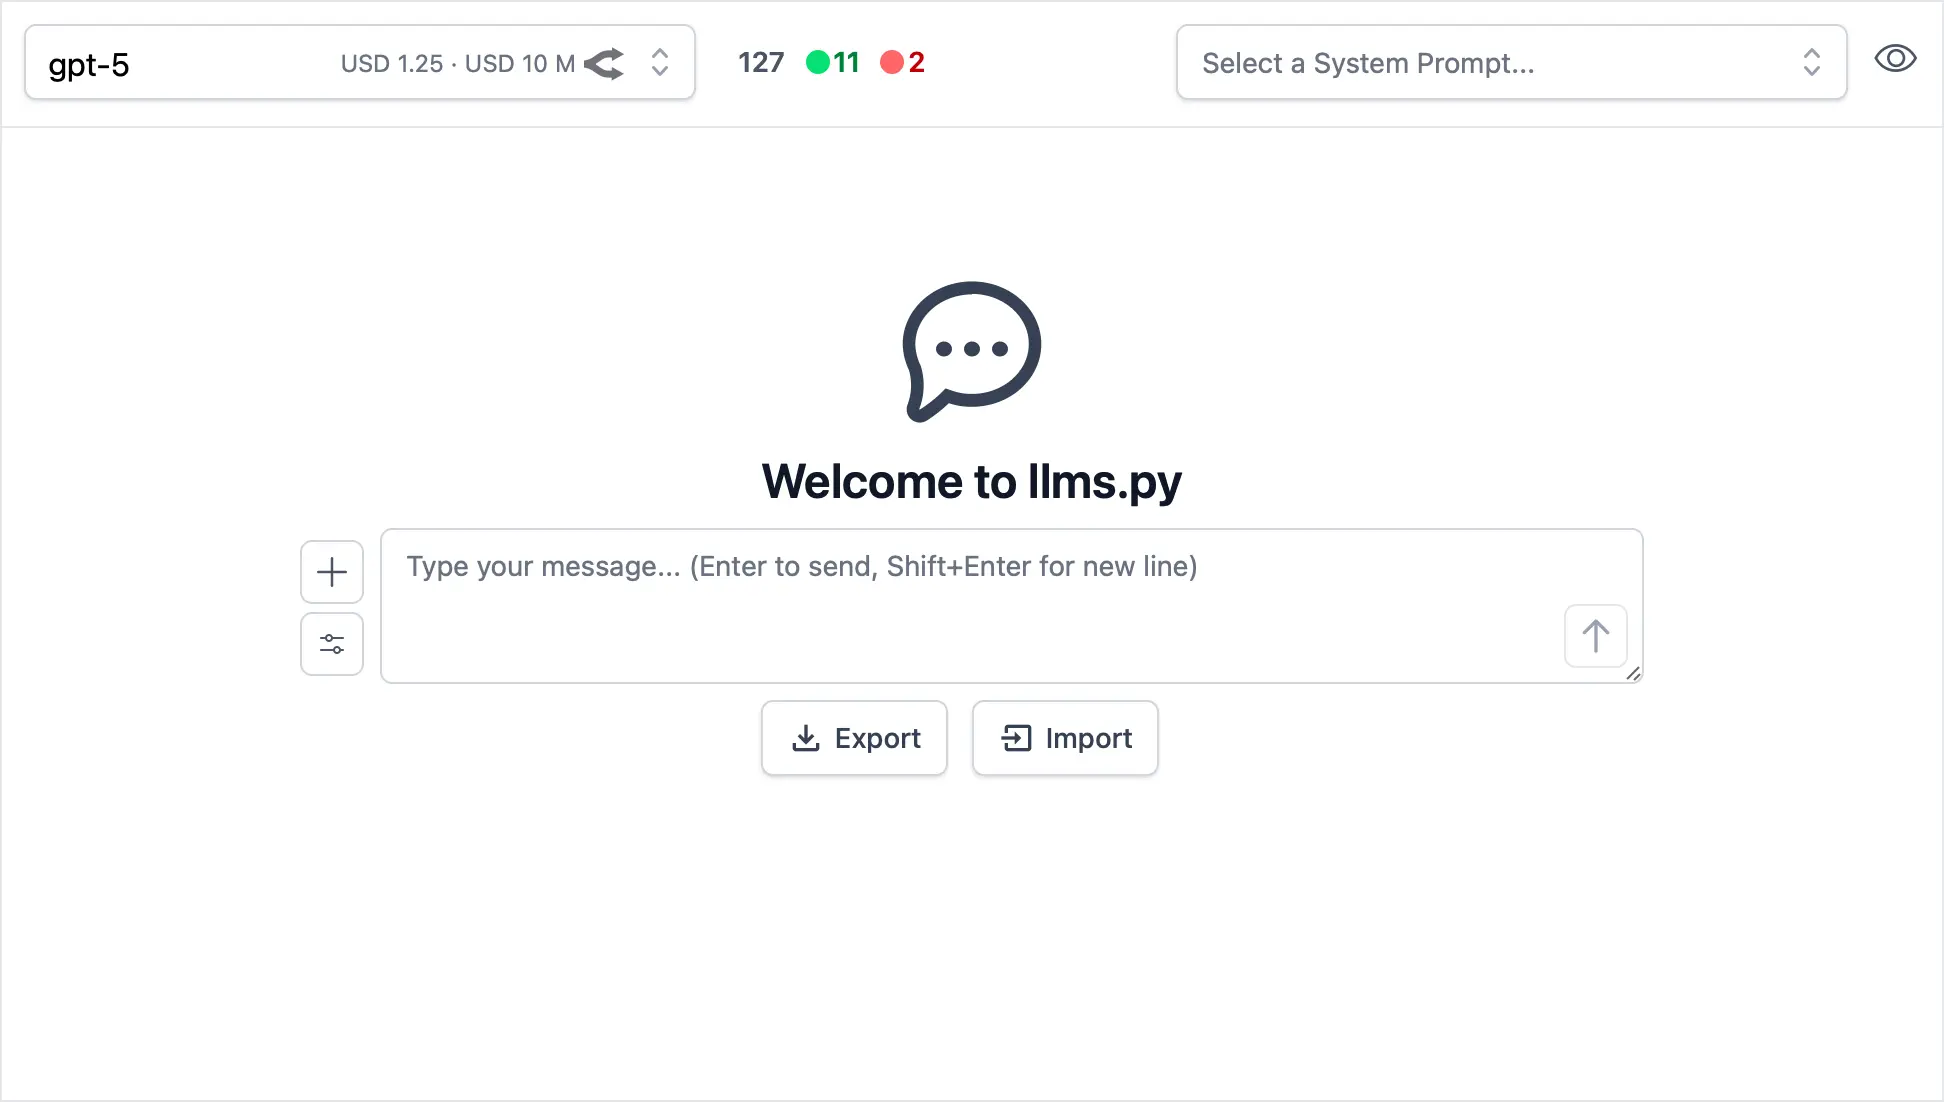 gpt-5 USD 1.25 · USD 10 M 127 11 2 Select a System Prompt...
Welcome to llms.py
Type your message... (Enter to send, Shift+Enter for new line)
Export Import